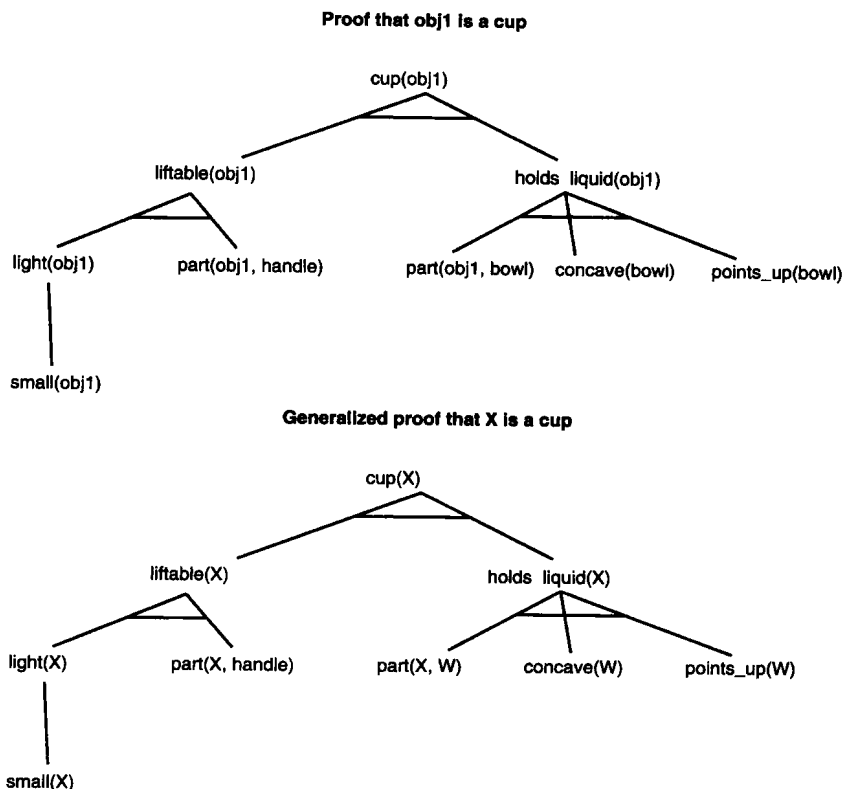 Proof that obj1 is a cup
cup(obj1)
liftable(obj1)
holds liquid(obj1)
light(obj1)
part(obj1, handle)
part(obj1, bowl)
concave(bowl)
points_up(bowl)
small(obj1)
Generalized proof that X is a cup
cup(X)
liftable(X)
holds liquid(X)
light(X)
part(X, handle)
part(X, W)
concave(W)
points_up(W)
small(X)